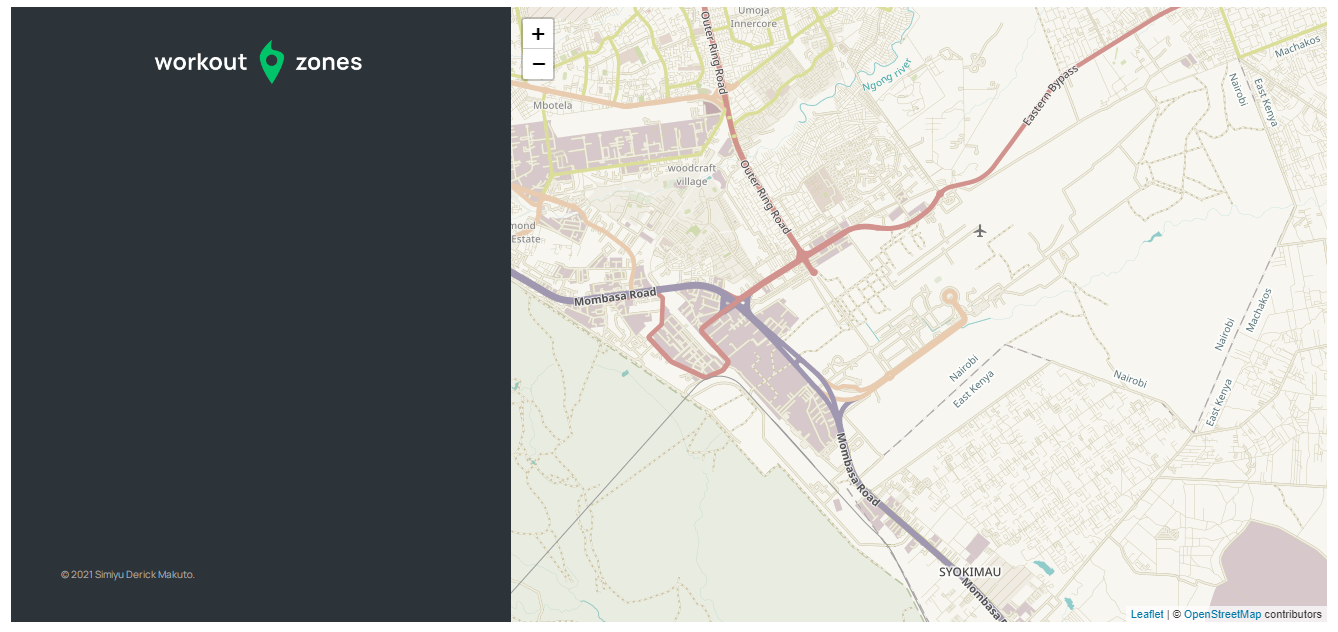 workout zones
© 2021 Simiyu Derick Makuto.
+
−
Umoja
Innercore
Outer Ring Road
Ngong river
Eastern Bypass
Machakos
Nairobi
East Kenya
Mbotela
woodcraft
village
Outer Ring Road
mond
Estate
Mombasa Road
Nairobi
East Kenya
Nairobi
Nairobi
Machakos
East Kenya
Mombasa Road
SYOKIMAU
Mombasa R
Leaflet | © OpenStreetMap contributors